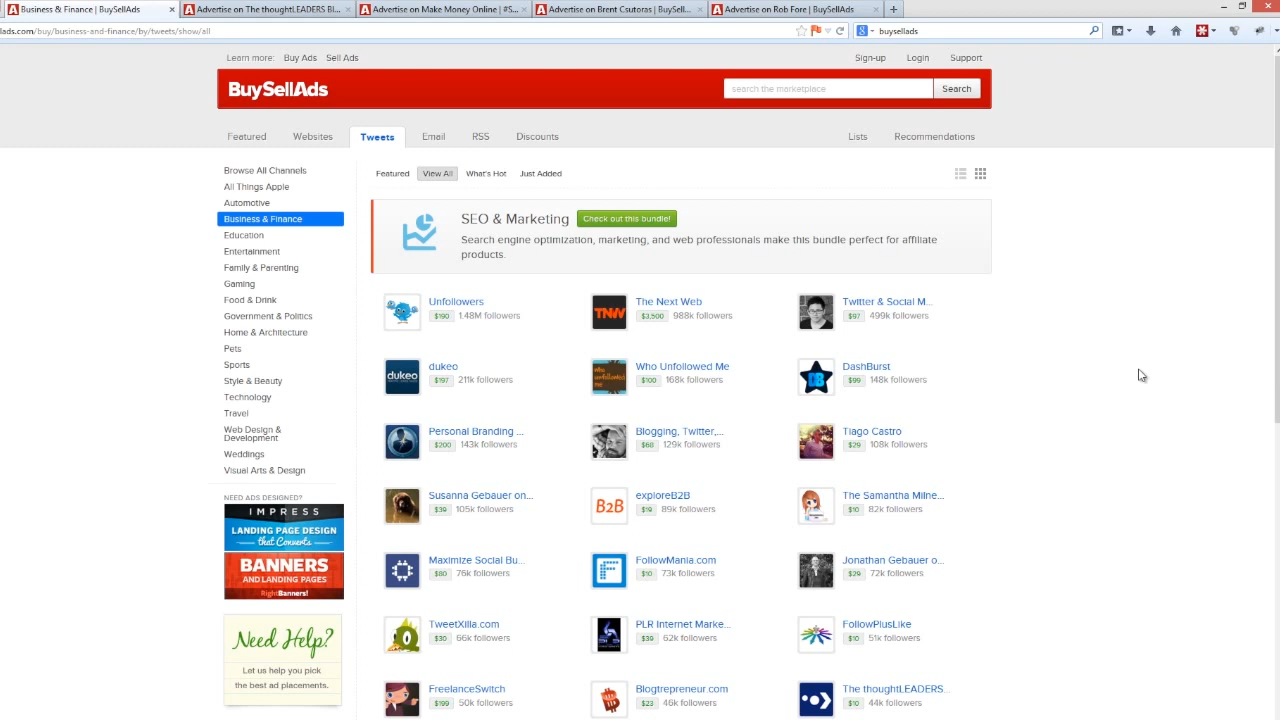 Business & Finance | BuySellAds
Advertise on The thoughtLEADERS Bl...
Advertise on Make Money Online | #S...
Advertise on Brent Csutoras | BuySell...
Advertise on Rob Fore | BuySellAds
lads.com/buy/business-and-finance/by/tweets/show/all
buysellads
Learn more: Buy Ads Sell Ads
Sign-up Login Support
BuySellAds
search the marketplace
Search
Featured Websites Tweets Email RSS Discounts
Lists Recommendations
Browse All Channels
All Things Apple
Automotive
Business & Finance
Education
Entertainment
Family & Parenting
Gaming
Food & Drink
Government & Politics
Home & Architecture
Pets
Sports
Style & Beauty
Technology
Travel
Web Design &
Development
Weddings
Visual Arts & Design
NEED ADS DESIGNED?
IMPRESS
LANDING PAGE DESIGN
that Converts
BANNERS
AND LANDING PAGES
RightBanners!
Need Help?
Let us help you pick
the best ad placements.
Featured View All What's Hot Just Added
SEO & Marketing Check out this bundle!
Search engine optimization, marketing, and web professionals make this bundle perfect for affiliate
products.
Unfollowers
$190 1.48M followers
TNW
The Next Web
$3,500 988k followers
Twitter & Social M...
$97 499k followers
dukeo
dukeo
$197 211k followers
who unfollowed me
Who Unfollowed Me
$100 168k followers
DB
DashBurst
$99 148k followers
Personal Branding ...
$200 143k followers
Blogging, Twitter,...
$68 129k followers
Tiago Castro
$29 108k followers
Susanna Gebauer on...
$39 105k followers
B2B
exploreB2B
$19 89k followers
The Samantha Milne...
$10 82k followers
Maximize Social Bu...
$80 76k followers
FollowMania.com
$10 73k followers
Jonathan Gebauer o...
$29 72k followers
TweetXilla.com
$30 66k followers
PLR Internet Marke...
$39 62k followers
FollowPlusLike
$10 51k followers
FreelanceSwitch
$199 50k followers
Blogtrepreneur.com
$23 46k followers
The thoughtLEADERS...
$10 44k followers